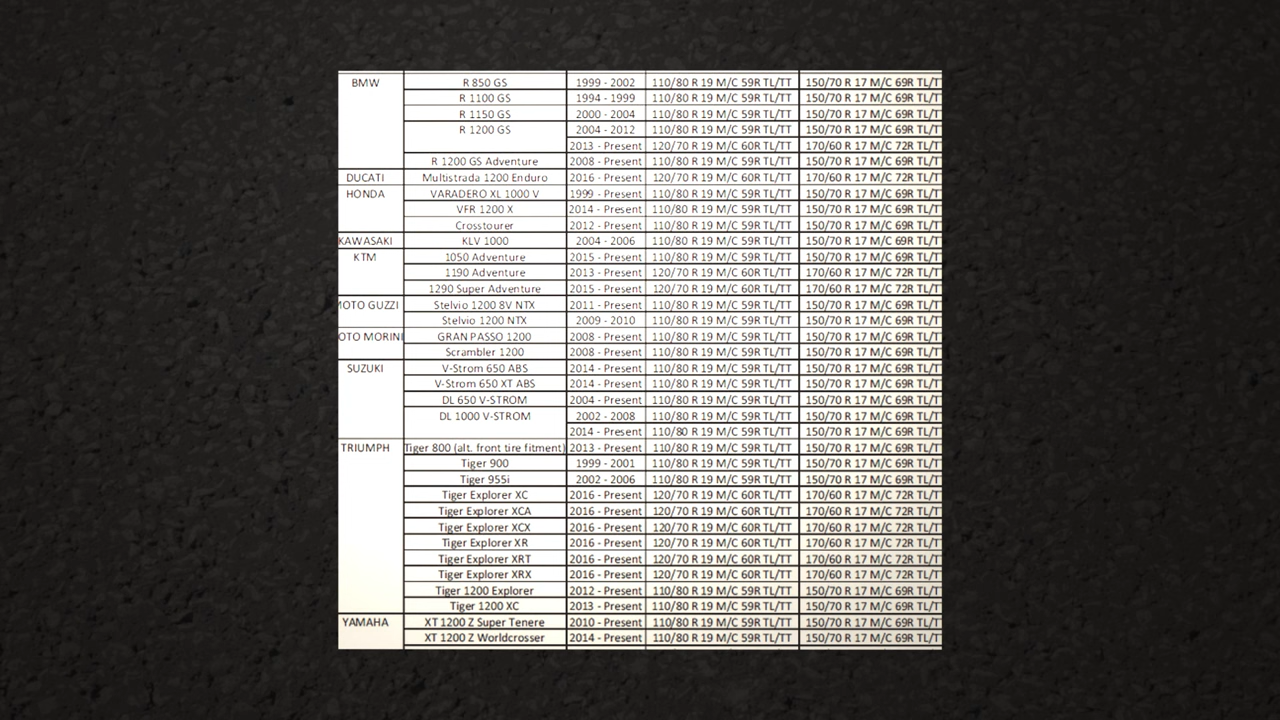 BMW R 850 GS 1999 - 2002 110/80 R 19 M/C 59R TL/TT 150/70 R 17 M/C 69R TL/T
R 1100 GS 1994 - 1999 110/80 R 19 M/C 59R TL/TT 150/70 R 17 M/C 69R TL/T
R 1150 GS 2000 - 2004 110/80 R 19 M/C 59R TL/TT 150/70 R 17 M/C 69R TL/T
R 1200 GS 2004 - 2012 110/80 R 19 M/C 59R TL/TT 150/70 R 17 M/C 69R TL/T
2013 - Present 120/70 R 19 M/C 60R TL/TT 170/60 R 17 M/C 72R TL/T
R 1200 GS Adventure 2008 - Present 110/80 R 19 M/C 59R TL/TT 150/70 R 17 M/C 69R TL/T
DUCATI Multistrada 1200 Enduro 2016 - Present 120/70 R 19 M/C 60R TL/TT 170/60 R 17 M/C 72R TL/T
HONDA VARADERO XL 1000 V 1999 - Present 110/80 R 19 M/C 59R TL/TT 150/70 R 17 M/C 69R TL/T
VFR 1200 X 2014 - Present 110/80 R 19 M/C 59R TL/TT 150/70 R 17 M/C 69R TL/T
Crosstourer 2012 - Present 110/80 R 19 M/C 59R TL/TT 150/70 R 17 M/C 69R TL/T
KAWASAKI KLV 1000 2004 - 2006 110/80 R 19 M/C 59R TL/TT 150/70 R 17 M/C 69R TL/T
KTM 1050 Adventure 2015 - Present 110/80 R 19 M/C 59R TL/TT 150/70 R 17 M/C 69R TL/T
1190 Adventure 2013 - Present 120/70 R 19 M/C 60R TL/TT 170/60 R 17 M/C 72R TL/T
1290 Super Adventure 2015 - Present 120/70 R 19 M/C 60R TL/TT 170/60 R 17 M/C 72R TL/T
MOTO GUZZI Stelvio 1200 8V NTX 2011 - Present 110/80 R 19 M/C 59R TL/TT 150/70 R 17 M/C 69R TL/T
Stelvio 1200 NTX 2009 - 2010 110/80 R 19 M/C 59R TL/TT 150/70 R 17 M/C 69R TL/T
OTO MORINI GRAN PASSO 1200 2008 - Present 110/80 R 19 M/C 59R TL/TT 150/70 R 17 M/C 69R TL/T
Scrambler 1200 2008 - Present 110/80 R 19 M/C 59R TL/TT 150/70 R 17 M/C 69R TL/T
SUZUKI V-Strom 650 ABS 2014 - Present 110/80 R 19 M/C 59R TL/TT 150/70 R 17 M/C 69R TL/T
V-Strom 650 XT ABS 2014 - Present 110/80 R 19 M/C 59R TL/TT 150/70 R 17 M/C 69R TL/T
DL 650 V-STROM 2004 - Present 110/80 R 19 M/C 59R TL/TT 150/70 R 17 M/C 69R TL/T
DL 1000 V-STROM 2002 - 2008 110/80 R 19 M/C 59R TL/TT 150/70 R 17 M/C 69R TL/T
2014 - Present 110/80 R 19 M/C 59R TL/TT 150/70 R 17 M/C 69R TL/T
TRIUMPH Tiger 800 (alt. front tire fitment) 2013 - Present 110/80 R 19 M/C 59R TL/TT 150/70 R 17 M/C 69R TL/T
Tiger 900 1999 - 2001 110/80 R 19 M/C 59R TL/TT 150/70 R 17 M/C 69R TL/T
Tiger 955i 2002 - 2006 110/80 R 19 M/C 59R TL/TT 150/70 R 17 M/C 69R TL/T
Tiger Explorer XC 2016 - Present 120/70 R 19 M/C 60R TL/TT 170/60 R 17 M/C 72R TL/T
Tiger Explorer XCA 2016 - Present 120/70 R 19 M/C 60R TL/TT 170/60 R 17 M/C 72R TL/T
Tiger Explorer XCX 2016 - Present 120/70 R 19 M/C 60R TL/TT 170/60 R 17 M/C 72R TL/T
Tiger Explorer XR 2016 - Present 120/70 R 19 M/C 60R TL/TT 170/60 R 17 M/C 72R TL/T
Tiger Explorer XRT 2016 - Present 120/70 R 19 M/C 60R TL/TT 170/60 R 17 M/C 72R TL/T
Tiger Explorer XRX 2016 - Present 120/70 R 19 M/C 60R TL/TT 170/60 R 17 M/C 72R TL/T
Tiger 1200 Explorer 2012 - Present 110/80 R 19 M/C 59R TL/TT 150/70 R 17 M/C 69R TL/T
Tiger 1200 XC 2013 - Present 110/80 R 19 M/C 59R TL/TT 150/70 R 17 M/C 69R TL/T
YAMAHA XT 1200 Z Super Tenere 2010 - Present 110/80 R 19 M/C 59R TL/TT 150/70 R 17 M/C 69R TL/T
XT 1200 Z Worldcrosser 2014 - Present 110/80 R 19 M/C 59R TL/TT 150/70 R 17 M/C 69R TL/T